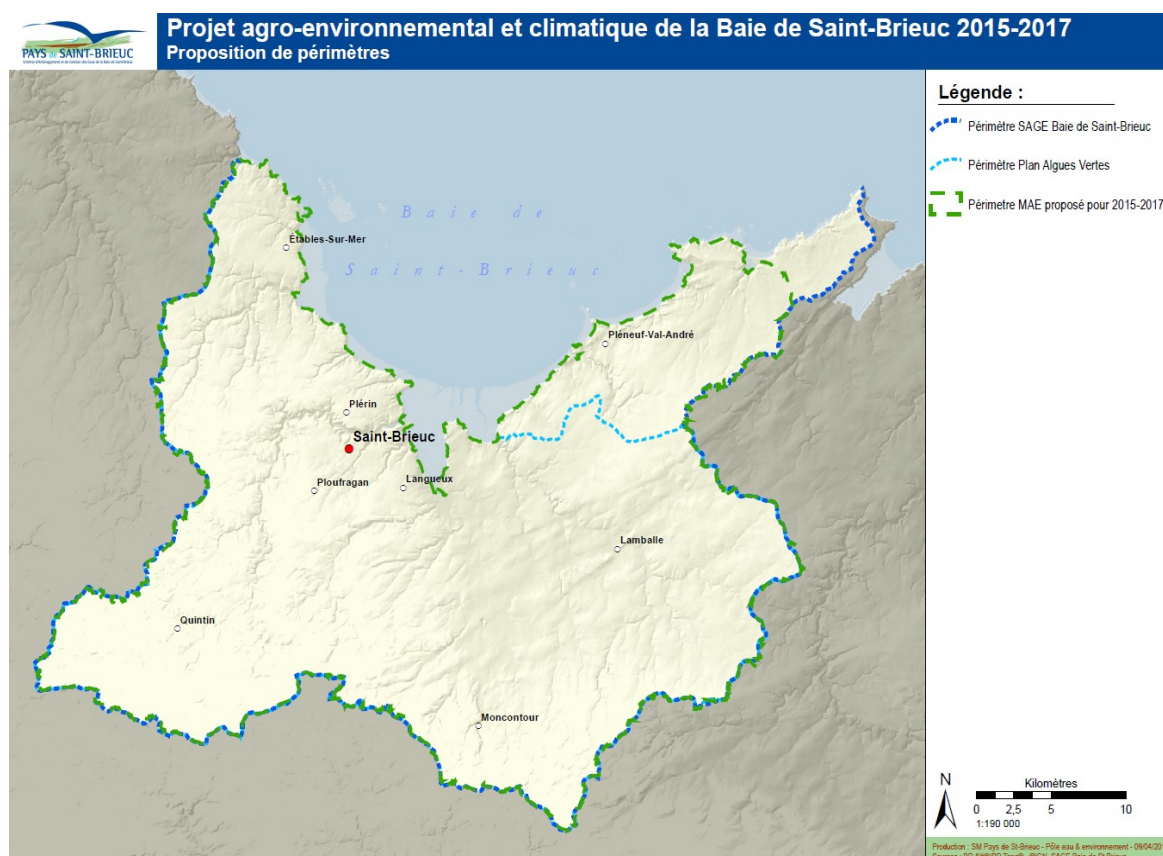 Projet agro-environnemental et climatique de la Baie de Saint-Brieuc 2015-2017
Proposition de périmètres
PAYS de SAINT-BRIEUC
Légende :
Périmètre SAGE Baie de Saint-Brieuc
Périmètre Plan Algues Vertes
Périmetre MAE proposé pour 2015-2017
Baie de
Saint-Brieuc
Étables-Sur-Mer
Pléneuf-Val-André
Plérin
Saint-Brieuc
Ploufragan
Langueux
Lamballe
Quintin
Moncontour
N
Kilomètres
0 2,5 5 10
1:190 000
Production : SM Pays de St-Brieuc - Pôle eau & environnement - 09/04/20